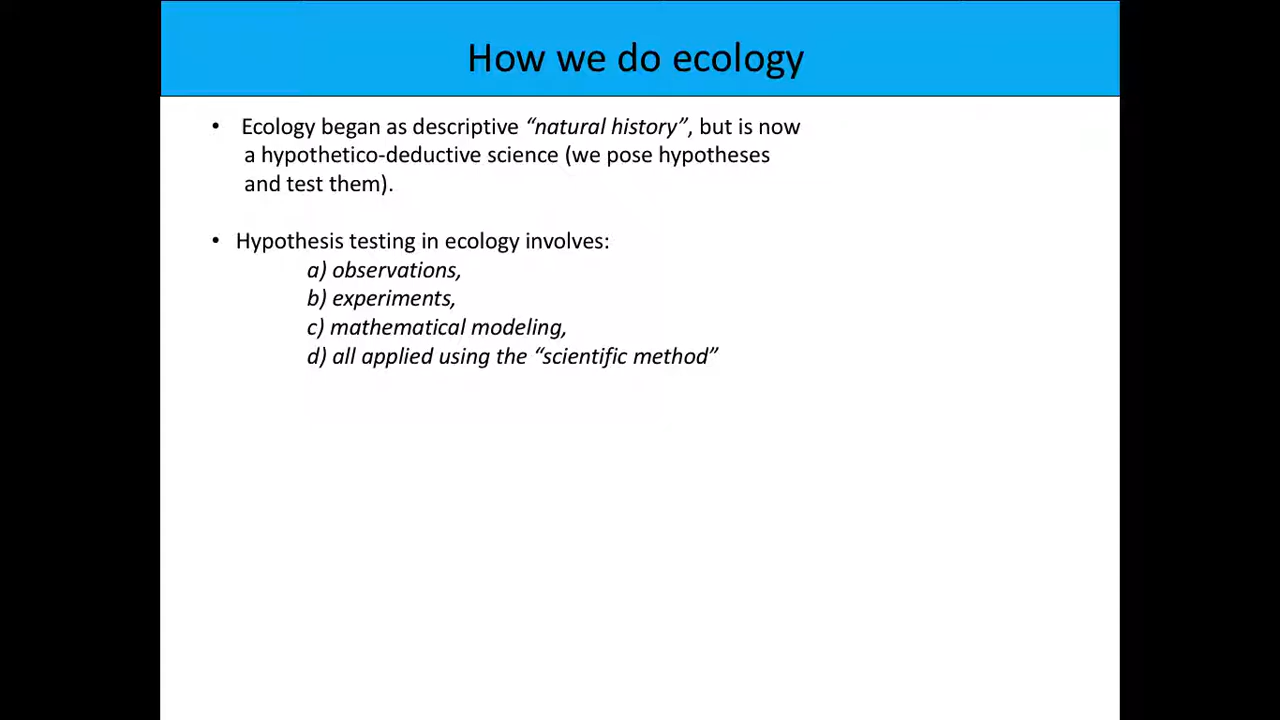 How we do ecology
• Ecology began as descriptive “natural history”, but is now
a hypothetico-deductive science (we pose hypotheses
and test them).
• Hypothesis testing in ecology involves:
a) observations,
b) experiments,
c) mathematical modeling,
d) all applied using the “scientific method”